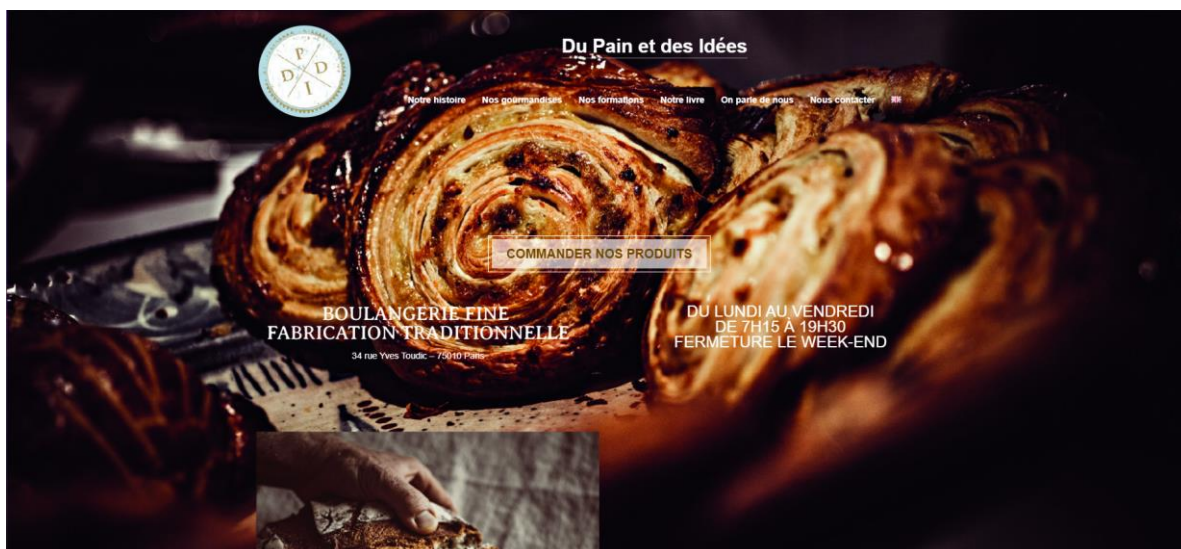 P
D D
I
Du Pain et des Idées
Notre histoire Nos gourmandises Nos formations Notre livre On parle de nous Nous contacter
COMMANDER NOS PRODUITS
BOULANGERIE FINE
FABRICATION TRADITIONNELLE
34 rue Yves Toudic – 75010 Paris
DU LUNDI AU VENDREDI
DE 7H15 À 19H30
FERMETURE LE WEEK-END